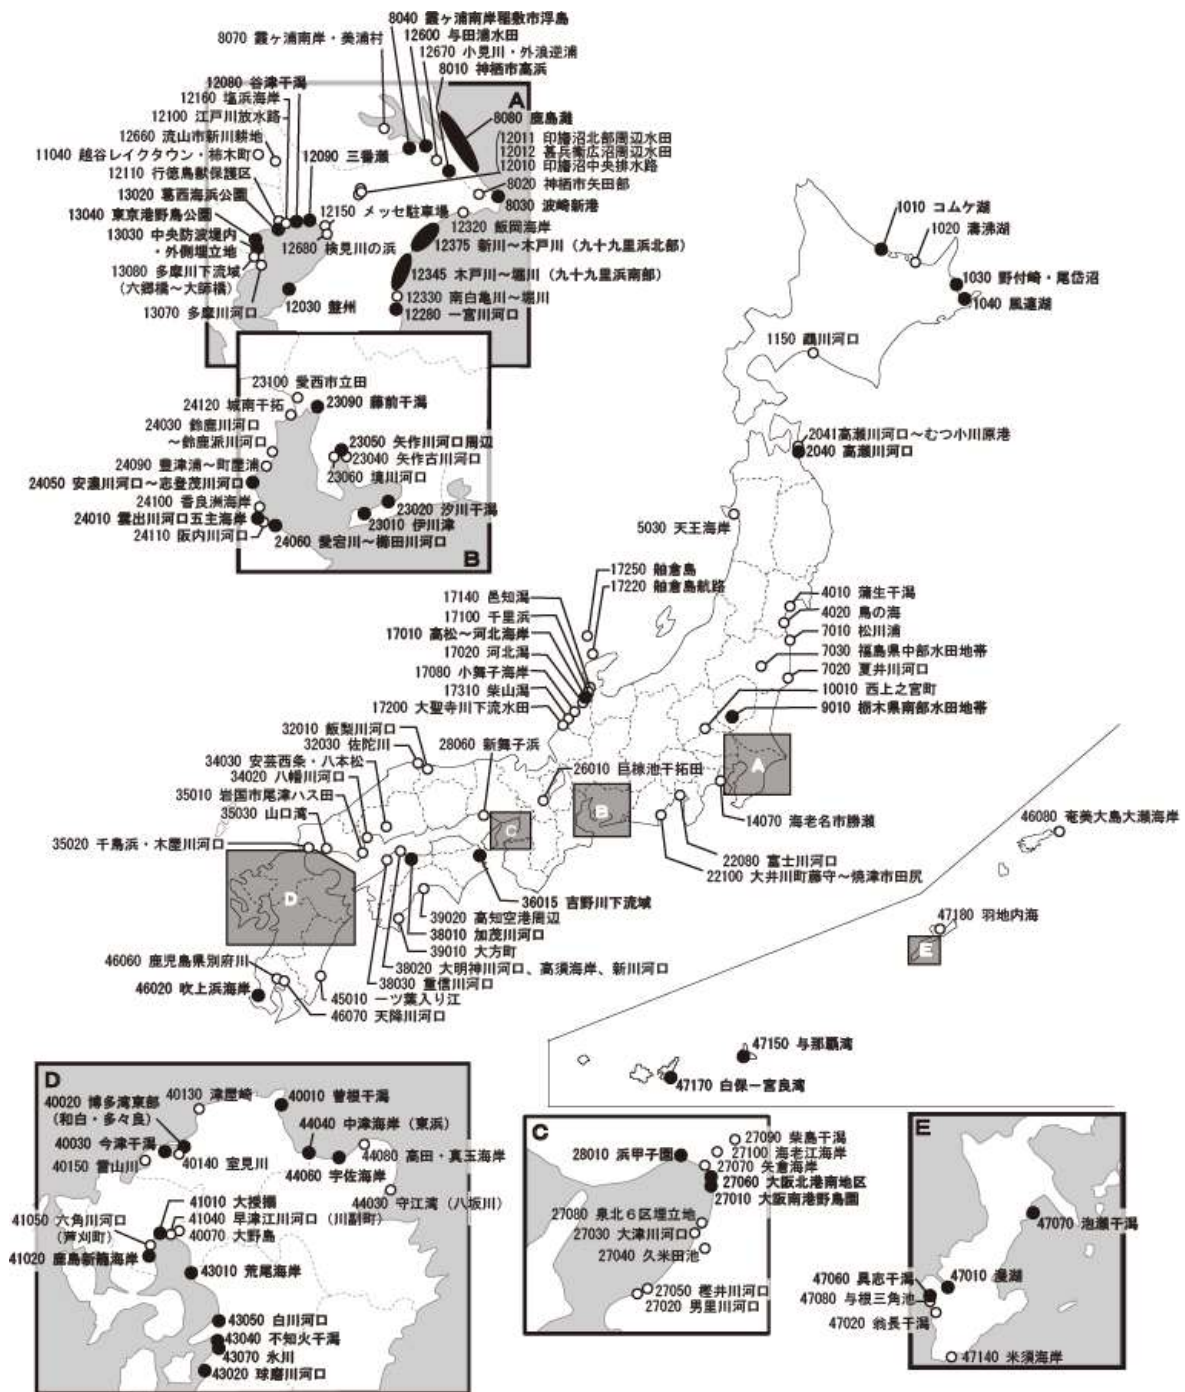 8040 霞ヶ浦南岸稲敷市浮島
12600 与田浦水田
8070 霞ヶ浦南岸・美浦村
12670 小見川・外浪逆浦
8010 神栖市高浜
12080 谷津干潟
A
12160 塩浜海岸
8080 鹿島灘
12100 江戸川放水路
12011 印旛沼北部周辺水田
12660 流山市新川耕地
12012 甚兵衛広沼周辺水田
11040 越谷レイクタウン・柿木町
12090 三番瀬
12010 印旛沼中央排水路
12110 行徳鳥獣保護区
8020 神栖市矢田部
13020 葛西海浜公園
8030 波崎新港
13040 東京港野鳥公園
12150 メッセ駐車場
12320 飯岡海岸
13030 中央防波堤内
・外側埋立地
12680 検見川の浜
12375 新川～木戸川（九十九里浜北部）
13080 多摩川下流域
（六郷橋～大師橋）
12345 木戸川～堀川（九十九里浜南部）
12330 南白亀川～堀川
13070 多摩川河口
12030 盤州
12280 一宮川河口
1010 コムケ湖
1020 濤沸湖
1030 野付崎・尾岱沼
1040 風蓮湖
1150 鵡川河口
23100 愛西市立田
24120 城南干拓
23090 藤前干潟
24030 鈴鹿川河口
～鈴鹿派川河口
23050 矢作川河口周辺
23040 矢作古川河口
24090 豊津浦～町屋浦
23060 境川河口
24050 安濃川河口～志登茂川河口
24100 香良洲海岸
23020 汐川干潟
24010 雲出川河口五主海岸
23010 伊川津
24110 阪内川河口
24060 愛宕川～櫛田川河口
B
2041高瀬川河口～むつ小川原港
2040 高瀬川河口
5030 天王海岸
17250 舳倉島
17220 舳倉島航路
17140 邑知潟
17100 千里浜
17010 高松～河北海岸
17020 河北潟
17080 小舞子海岸
17310 柴山潟
17200 大聖寺川下流水田
4010 蒲生干潟
4020 鳥の海
7010 松川浦
7030 福島県中部水田地帯
7020 夏井川河口
10010 西上之宮町
9010 栃木県南部水田地帯
32010 飯梨川河口
32030 佐陀川
28060 新舞子浜
34030 安芸西条・八本松
26010 巨椋池干拓田
34020 八幡川河口
35010 岩国市尾津ハス田
35030 山口湾
35020 千鳥浜・木屋川河口
A
B
C
D
14070 海老名市勝瀬
22080 富士川河口
22100 大井川町藤守～焼津市田尻
46080 奄美大島大瀬海岸
47180 羽地内海
E
36015 吉野川下流域
39020 高知空港周辺
38010 加茂川河口
39010 大方町
38020 大明神川河口、高須海岸、新川河口
38030 重信川河口
46060 鹿児島県別府川
46020 吹上浜海岸
45010 一ツ葉入り江
46070 天降川河口
47150 与那覇湾
47170 白保－宮良湾
D
40130 津屋崎
40010 曽根干潟
40020 博多湾東部
（和白・多々良）
44040 中津海岸（東浜）
40030 今津干潟
40150 雷山川
40140 室見川
44080 高田・真玉海岸
44060 宇佐海岸
44030 守江湾（八坂川）
41010 大授搦
41050 六角川河口
（芦刈町）
41040 早津江川河口（川副町）
40070 大野島
41020 鹿島新籠海岸
43010 荒尾海岸
43050 白川河口
43040 不知火干潟
43070 氷川
43020 球磨川河口
C
27090 柴島干潟
28010 浜甲子園
27100 海老江海岸
27070 矢倉海岸
27060 大阪北港南地区
27010 大阪南港野鳥園
27080 泉北６区埋立地
27030 大津川河口
27040 久米田池
27050 樫井川河口
27020 男里川河口
E
47070 泡瀬干潟
47060 具志干潟
47010 漫湖
47080 与根三角池
47020 翁長干潟
47140 米須海岸